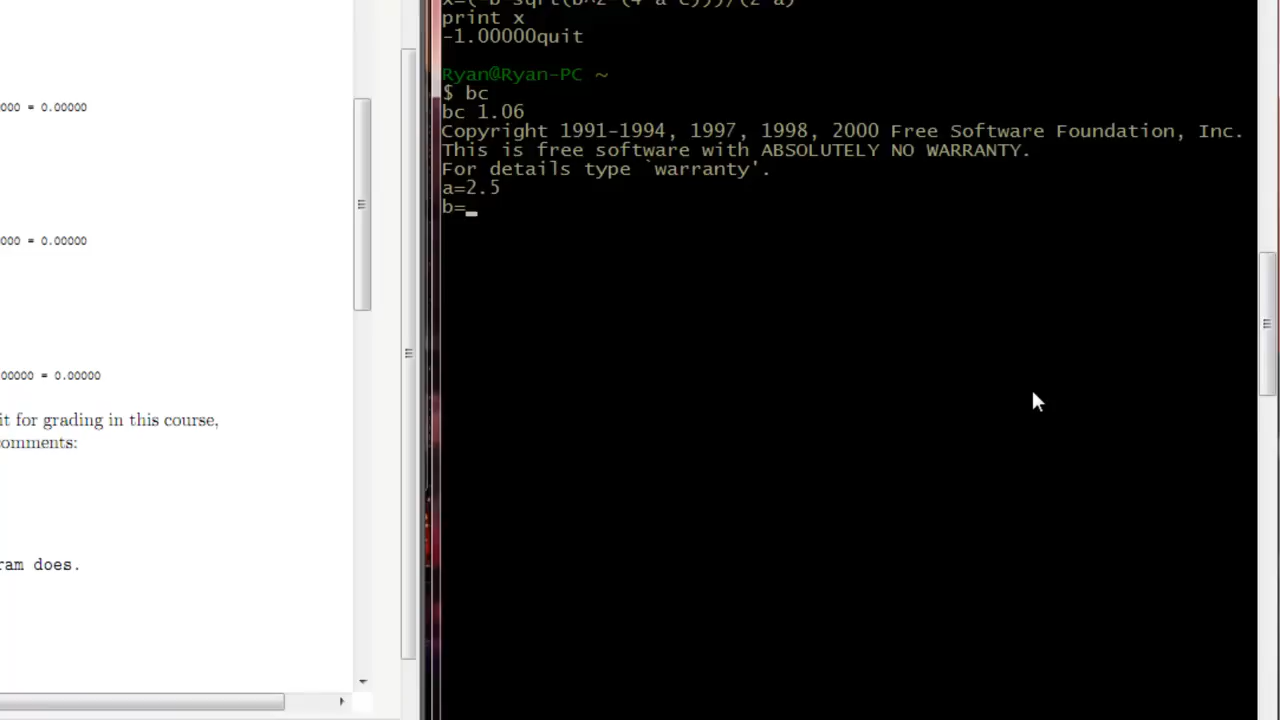 000 = 0.00000
000 = 0.00000
00000 = 0.00000
it for grading in this course,
comments:
ram does.
print x
-1.00000quit
Ryan@Ryan-PC ~
$ bc
bc 1.06
Copyright 1991-1994, 1997, 1998, 2000 Free Software Foundation, Inc.
This is free software with ABSOLUTELY NO WARRANTY.
For details type `warranty'.
a=2.5
b=